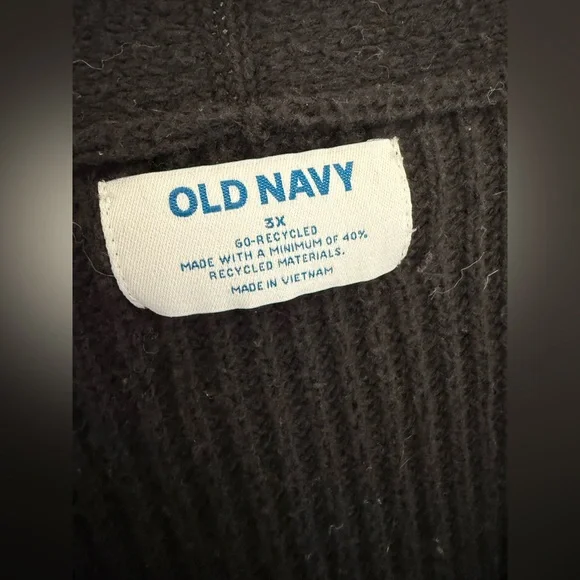 OLD NAVY
3X
GO-RECYCLED
MADE WITH A MINIMUM OF 40%
RECYCLED MATERIALS.
MADE IN VIETNAM